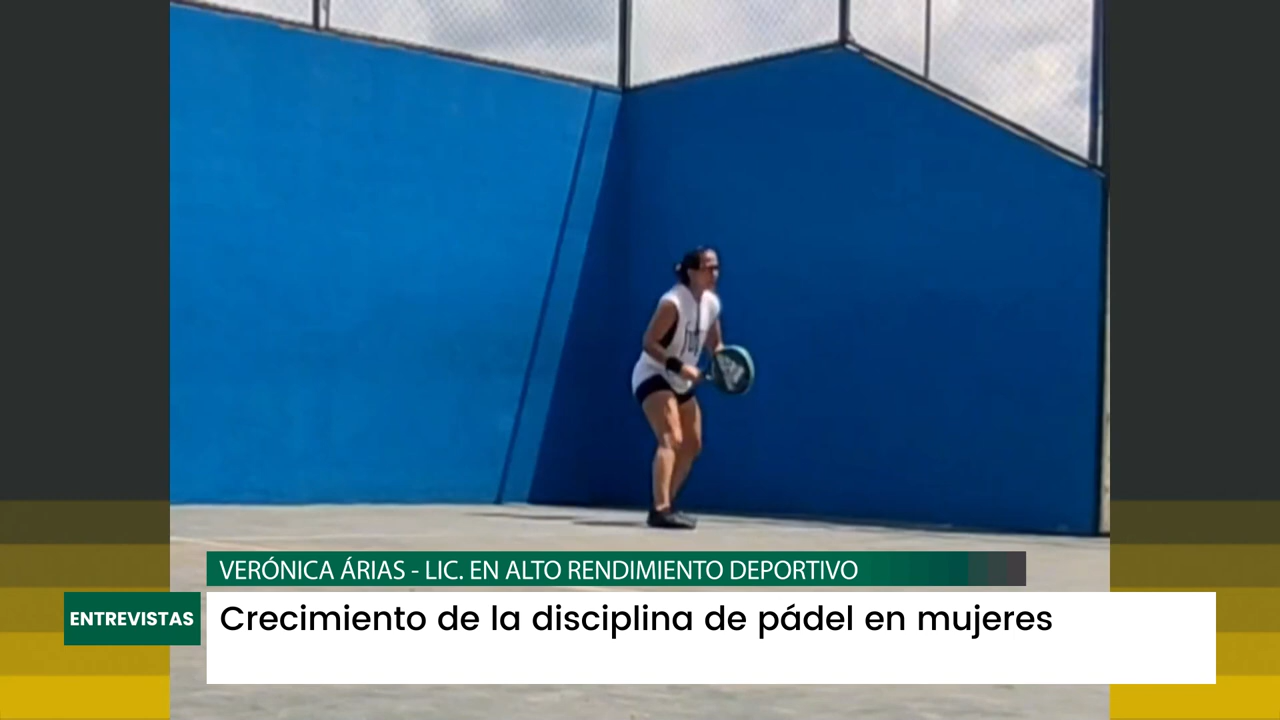 VERÓNICA ÁRIAS - LIC. EN ALTO RENDIMIENTO DEPORTIVO
ENTREVISTAS
Crecimiento de la disciplina de pádel en mujeres